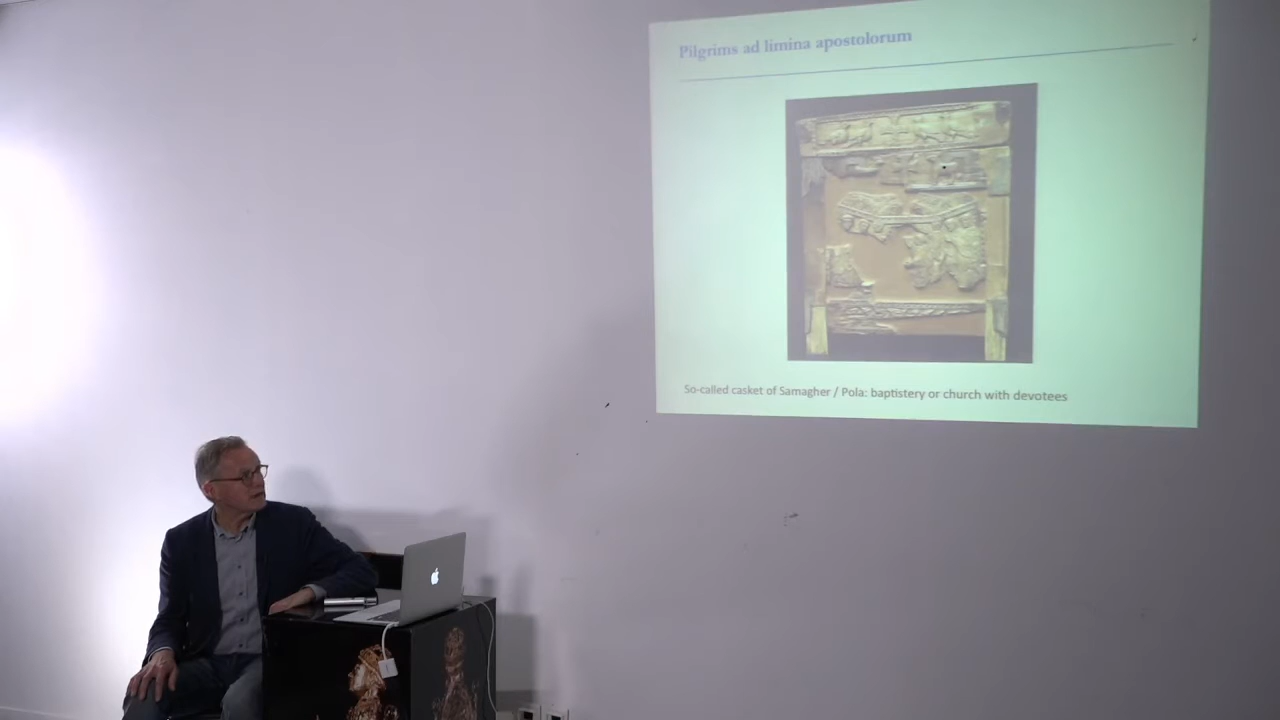 Pilgrims ad limina apostolorum
So-called casket of Samagher / Pola: baptistery or church with devotees